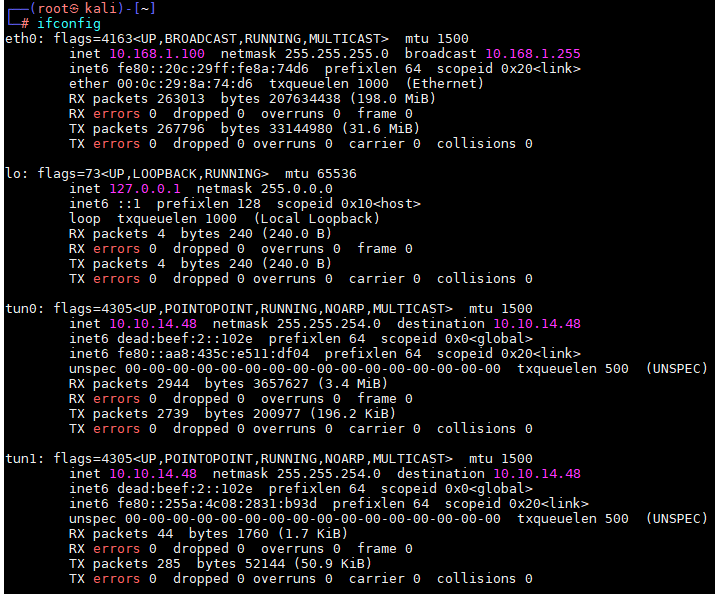 ┌──(root㉿ kali)-[~]
└─# ifconfig
eth0: flags=4163<UP,BROADCAST,RUNNING,MULTICAST>  mtu 1500
        inet 10.168.1.100  netmask 255.255.255.0  broadcast 10.168.1.255
        inet6 fe80::20c:29ff:fe8a:74d6  prefixlen 64  scopeid 0x20<link>
        ether 00:0c:29:8a:74:d6  txqueuelen 1000  (Ethernet)
        RX packets 263013  bytes 207634438 (198.0 MiB)
        RX errors 0  dropped 0  overruns 0  frame 0
        TX packets 267796  bytes 33144980 (31.6 MiB)
        TX errors 0  dropped 0 overruns 0  carrier 0  collisions 0
lo: flags=73<UP,LOOPBACK,RUNNING>  mtu 65536
        inet 127.0.0.1  netmask 255.0.0.0
        inet6 ::1  prefixlen 128  scopeid 0x10<host>
        loop  txqueuelen 1000  (Local Loopback)
        RX packets 4  bytes 240 (240.0 B)
        RX errors 0  dropped 0  overruns 0  frame 0
        TX packets 4  bytes 240 (240.0 B)
        TX errors 0  dropped 0 overruns 0  carrier 0  collisions 0
tun0: flags=4305<UP,POINTOPOINT,RUNNING,NOARP,MULTICAST>  mtu 1500
        inet 10.10.14.48  netmask 255.255.254.0  destination 10.10.14.48
        inet6 dead:beef:2::102e  prefixlen 64  scopeid 0x0<global>
        inet6 fe80::aa8:435c:e511:df04  prefixlen 64  scopeid 0x20<link>
        unspec 00-00-00-00-00-00-00-00-00-00-00-00-00-00-00-00  txqueuelen 500  (UNSPEC)
        RX packets 2944  bytes 3657627 (3.4 MiB)
        RX errors 0  dropped 0  overruns 0  frame 0
        TX packets 2739  bytes 200977 (196.2 KiB)
        TX errors 0  dropped 0 overruns 0  carrier 0  collisions 0
tun1: flags=4305<UP,POINTOPOINT,RUNNING,NOARP,MULTICAST>  mtu 1500
        inet 10.10.14.48  netmask 255.255.254.0  destination 10.10.14.48
        inet6 dead:beef:2::102e  prefixlen 64  scopeid 0x0<global>
        inet6 fe80::255a:4c08:2831:b93d  prefixlen 64  scopeid 0x20<link>
        unspec 00-00-00-00-00-00-00-00-00-00-00-00-00-00-00-00  txqueuelen 500  (UNSPEC)
        RX packets 44  bytes 1760 (1.7 KiB)
        RX errors 0  dropped 0  overruns 0  frame 0
        TX packets 285  bytes 52144 (50.9 KiB)
        TX errors 0  dropped 0 overruns 0  carrier 0  collisions 0